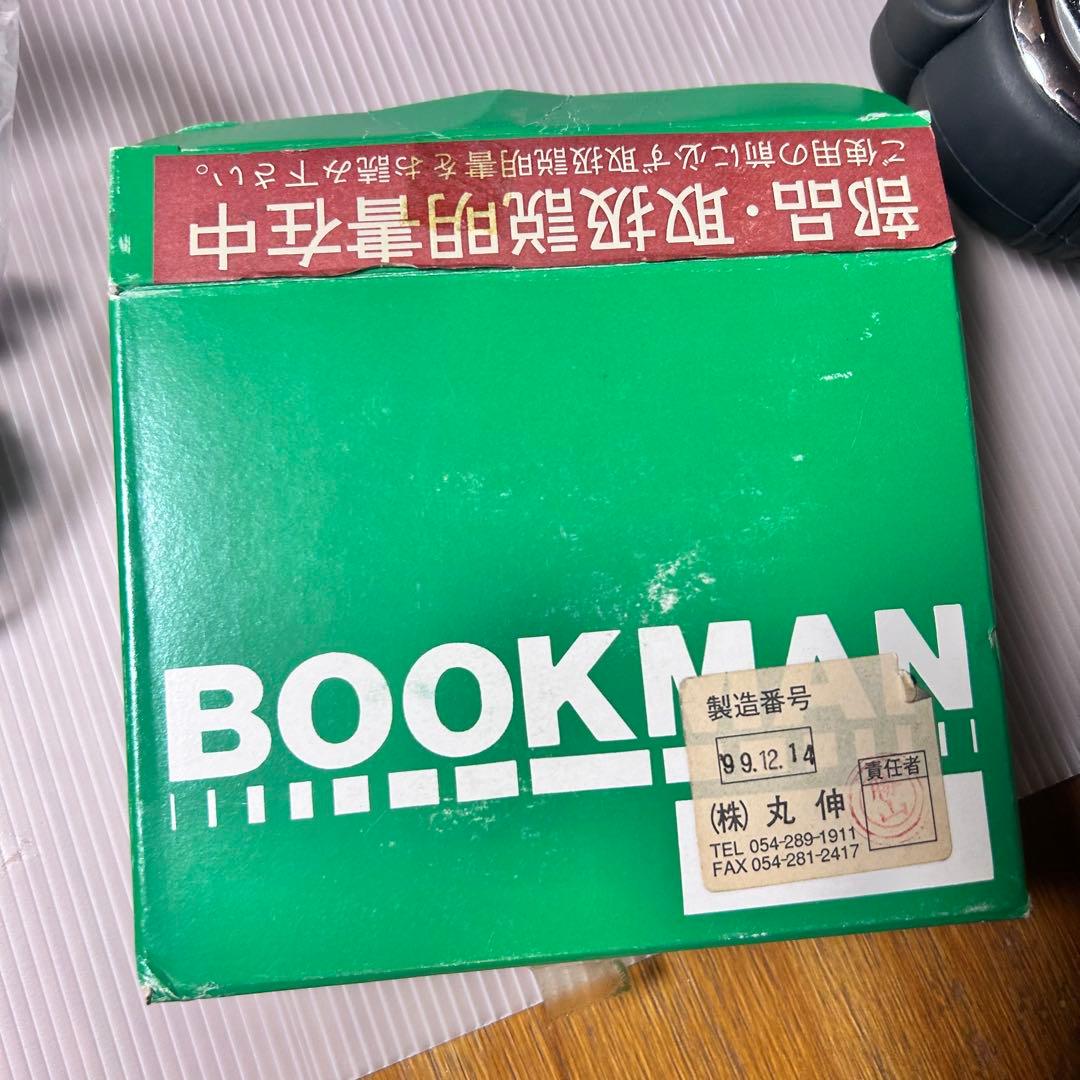 部品・取扱説明書在中
ご使用の前に必ず取扱説明書をお読み下さい。
BOOKMAN
製造番号
'99.12.14
責任者
(株) 丸伸
TEL 054-289-1911
FAX 054-281-2417